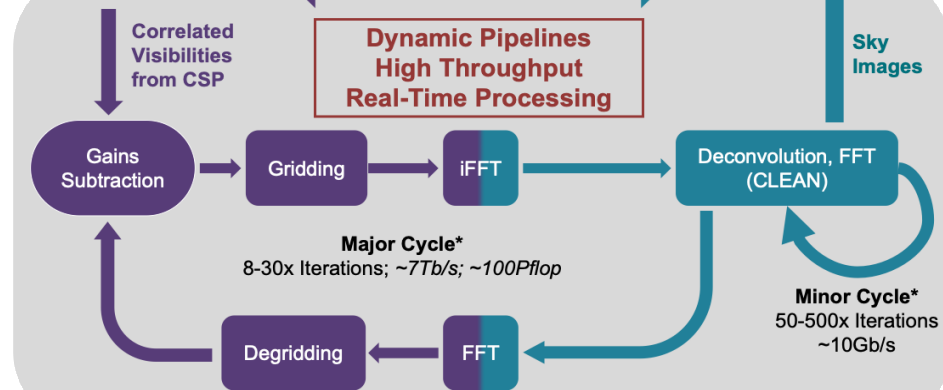 Correlated
Visibilities
from CSP
Dynamic Pipelines
High Throughput
Real-Time Processing
Sky
Images
Gains
Subtraction
Gridding
iFFT
Deconvolution, FFT
(CLEAN)
Major Cycle*
8-30x Iterations; ~7Tb/s; ~100Pflop
Minor Cycle*
50-500x Iterations
~10Gb/s
Degridding
FFT